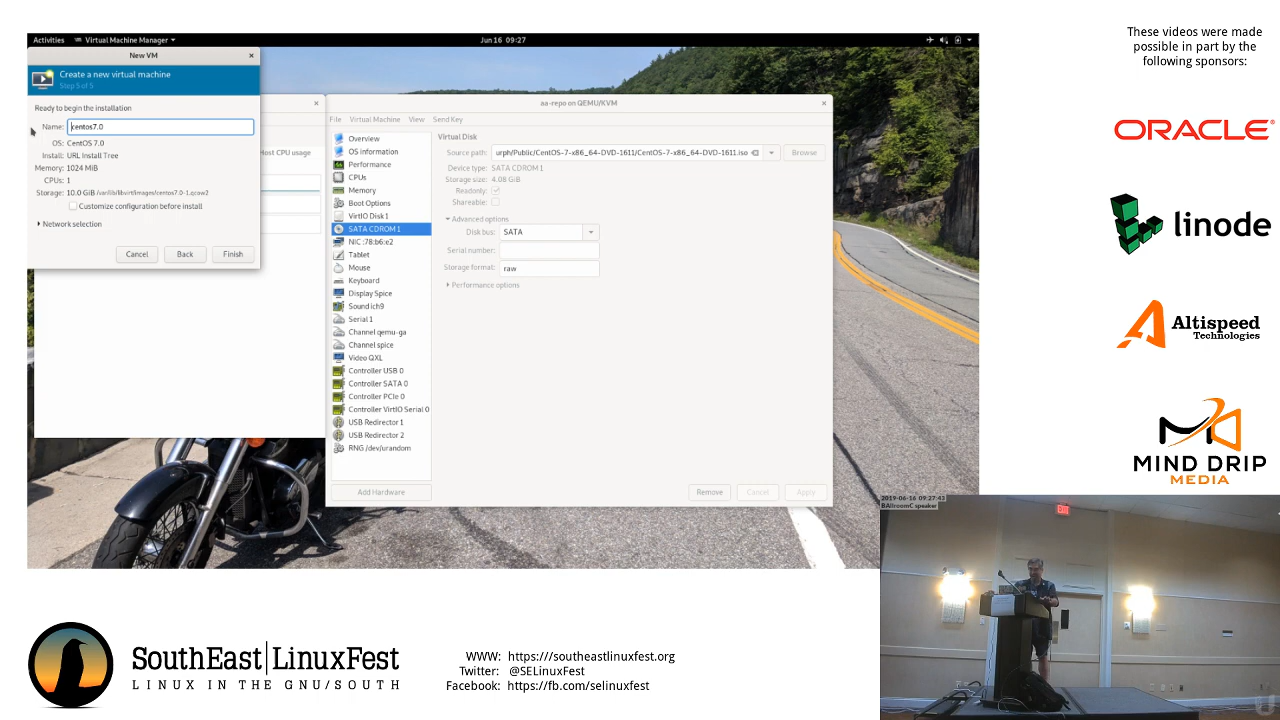 Activities
Virtual Machine Manager
Jun 16 09:27
New VM
Create a new virtual machine
Step 5 of 5
Ready to begin the installation
Name: centos7.0
OS: CentOS 7.0
Install: URL Install Tree
Memory: 1024 MiB
CPUs: 1
Storage: 10.0 GiB /var/lib/libvirt/images/centos7.0-1.qcow2
Customize configuration before install
Network selection
Cancel
Back
Finish
Host CPU usage
aa-repo on QEMU/KVM
File
Virtual Machine
View
Send Key
Overview
OS information
Performance
CPUs
Memory
Boot Options
VirtIO Disk 1
SATA CDROM 1
NIC :78:b6:e2
Tablet
Mouse
Keyboard
Display Spice
Sound ich9
Serial 1
Channel qemu-ga
Channel spice
Video QXL
Controller USB 0
Controller SATA 0
Controller PCIe 0
Controller VirtIO Serial 0
USB Redirector 1
USB Redirector 2
RNG /dev/urandom
Add Hardware
Virtual Disk
Source path: urph/Public/CentOS-7-x86_64-DVD-1611/CentOS-7-x86_64-DVD-1611.iso
Browse
Device type: SATA CDROM 1
Storage size: 4.08 GiB
Readonly:
Shareable:
Advanced options
Disk bus: SATA
Serial number:
Storage format: raw
Performance options
Remove
Cancel
Apply
These videos were made
possible in part by the
following sponsors:
ORACLE
linode
Altispeed
Technologies
MIND DRIP
MEDIA
2019-06-16 09:27:43
BAllroomC speaker
EXIT
SouthEast LinuxFest
LINUX IN THE GNU/SOUTH
WWW: https:///southeastlinuxfest.org
Twitter: @SELinuxFest
Facebook: https://fb.com/selinuxfest